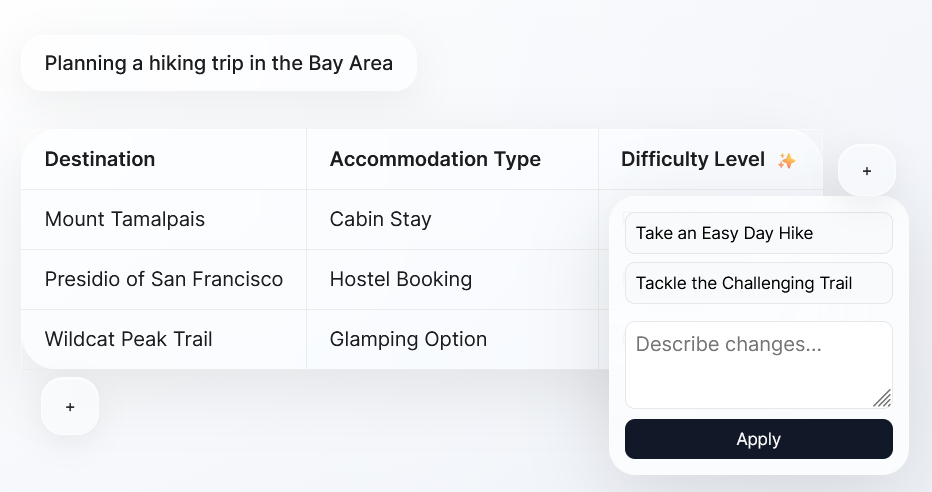 Planning a hiking trip in the Bay Area
Destination Accommodation Type Difficulty Level ✨
+
Mount Tamalpais Cabin Stay
Take an Easy Day Hike
Presidio of San Francisco Hostel Booking
Tackle the Challenging Trail
Wildcat Peak Trail Glamping Option
Describe changes...
+
Apply